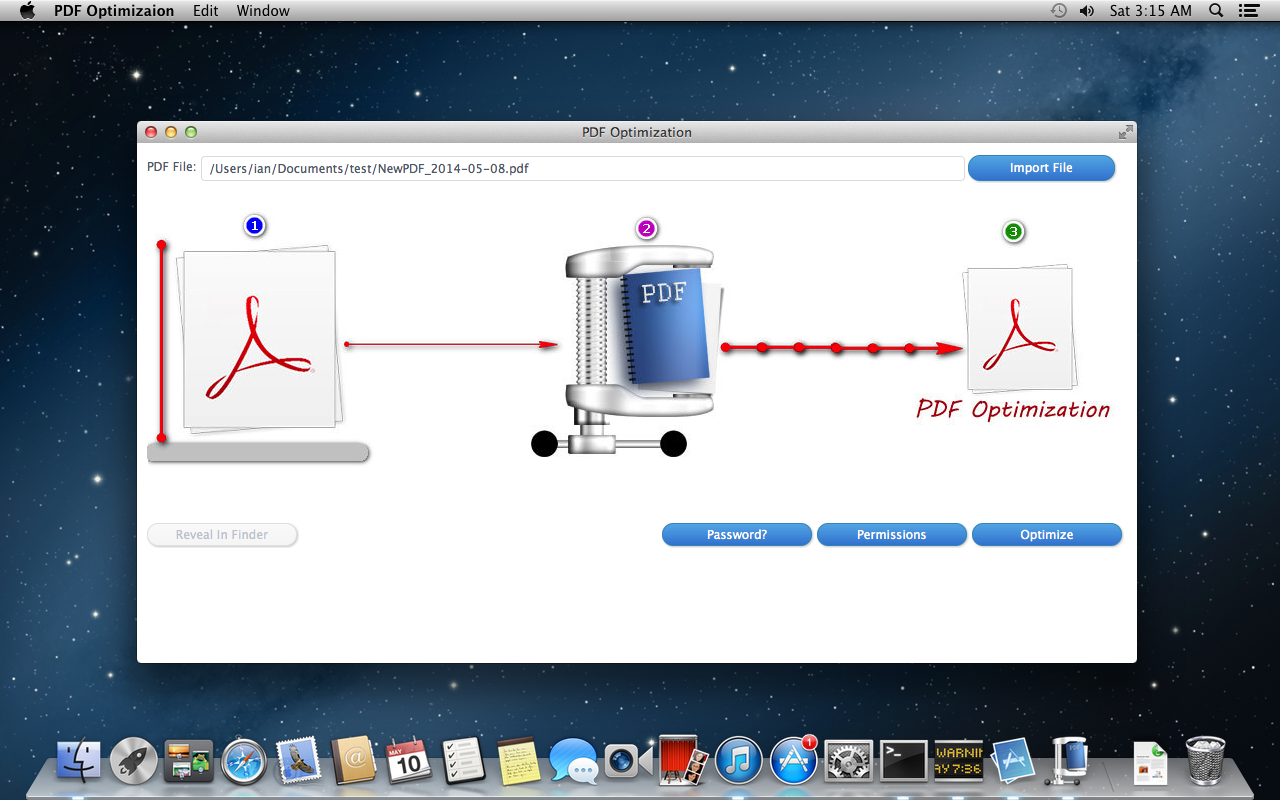 PDF Optimizaion Edit Window Sat 3:15 AM
PDF Optimization
PDF File: /Users/ian/Documents/test/NewPDF_2014-05-08.pdf Import File
1 2 3
PDF
PDF Optimization
Reveal In Finder Password? Permissions Optimize
MAY
10
1
>_
WARNIN
AY 7:36